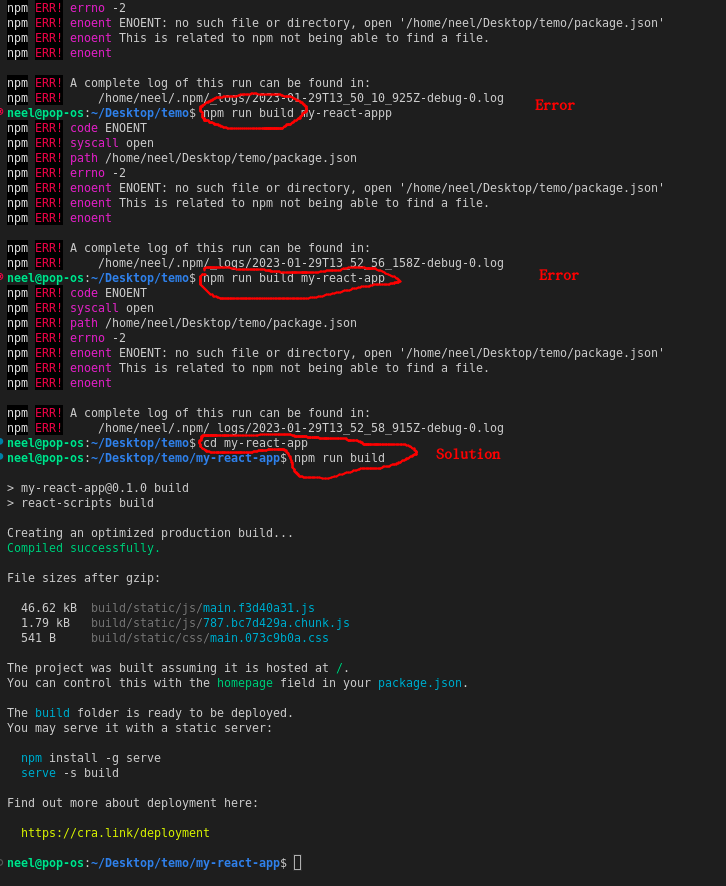 npm ERR! errno -2
npm ERR! enoent ENOENT: no such file or directory, open '/home/neel/Desktop/temo/package.json'
npm ERR! enoent This is related to npm not being able to find a file.
npm ERR! enoent
npm ERR! A complete log of this run can be found in:
npm ERR!     /home/neel/.npm/_logs/2023-01-29T13_50_10_925Z-debug-0.log
Error
neel@pop-os:~/Desktop/temo$ npm run build my-react-appp
npm ERR! code ENOENT
npm ERR! syscall open
npm ERR! path /home/neel/Desktop/temo/package.json
npm ERR! errno -2
npm ERR! enoent ENOENT: no such file or directory, open '/home/neel/Desktop/temo/package.json'
npm ERR! enoent This is related to npm not being able to find a file.
npm ERR! enoent
npm ERR! A complete log of this run can be found in:
npm ERR!     /home/neel/.npm/_logs/2023-01-29T13_52_56_158Z-debug-0.log
neel@pop-os:~/Desktop/temo$ npm run build my-react-app
Error
npm ERR! code ENOENT
npm ERR! syscall open
npm ERR! path /home/neel/Desktop/temo/package.json
npm ERR! errno -2
npm ERR! enoent ENOENT: no such file or directory, open '/home/neel/Desktop/temo/package.json'
npm ERR! enoent This is related to npm not being able to find a file.
npm ERR! enoent
npm ERR! A complete log of this run can be found in:
npm ERR!     /home/neel/.npm/_logs/2023-01-29T13_52_58_915Z-debug-0.log
neel@pop-os:~/Desktop/temo$ cd my-react-app
neel@pop-os:~/Desktop/temo/my-react-app$ npm run build
Solution
> my-react-app@0.1.0 build
> react-scripts build
Creating an optimized production build...
Compiled successfully.
File sizes after gzip:
46.62 kB  build/static/js/main.f3d40a31.js
1.79 kB   build/static/js/787.bc7d429a.chunk.js
541 B     build/static/css/main.073c9b0a.css
The project was built assuming it is hosted at /.
You can control this with the homepage field in your package.json.
The build folder is ready to be deployed.
You may serve it with a static server:
npm install -g serve
serve -s build
Find out more about deployment here:
https://cra.link/deployment
neel@pop-os:~/Desktop/temo/my-react-app$